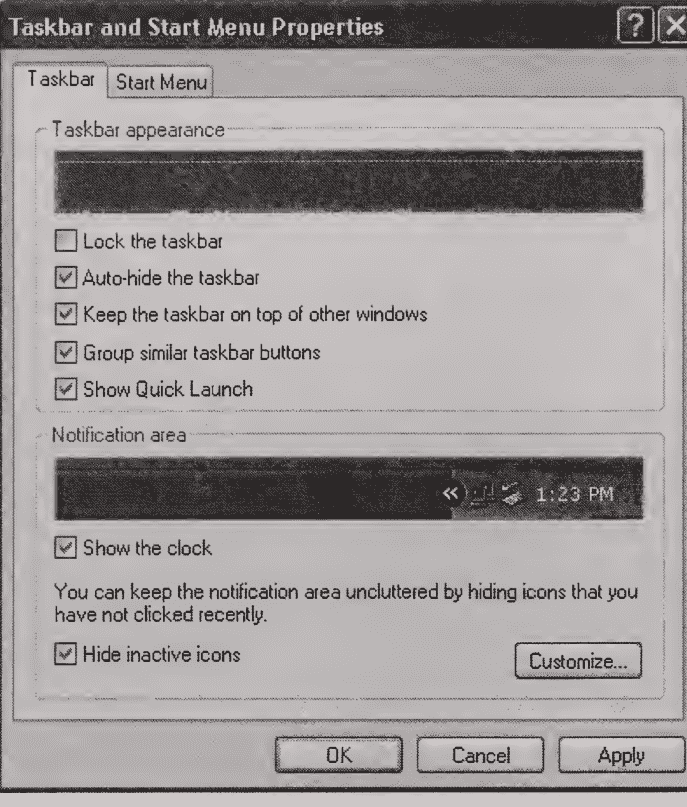 Taskbar and Start Menu Properties
Taskbar
Start Menu
Taskbar appearance
Lock the taskbar
Auto-hide the taskbar
Keep the taskbar on top of other windows
Group similar taskbar buttons
Show Quick Launch
Notification area
1:23 PM
Show the clock
You can keep the notification area uncluttered by hiding icons that you
have not clicked recently.
Hide inactive icons
Customize...
OK
Cancel
Apply